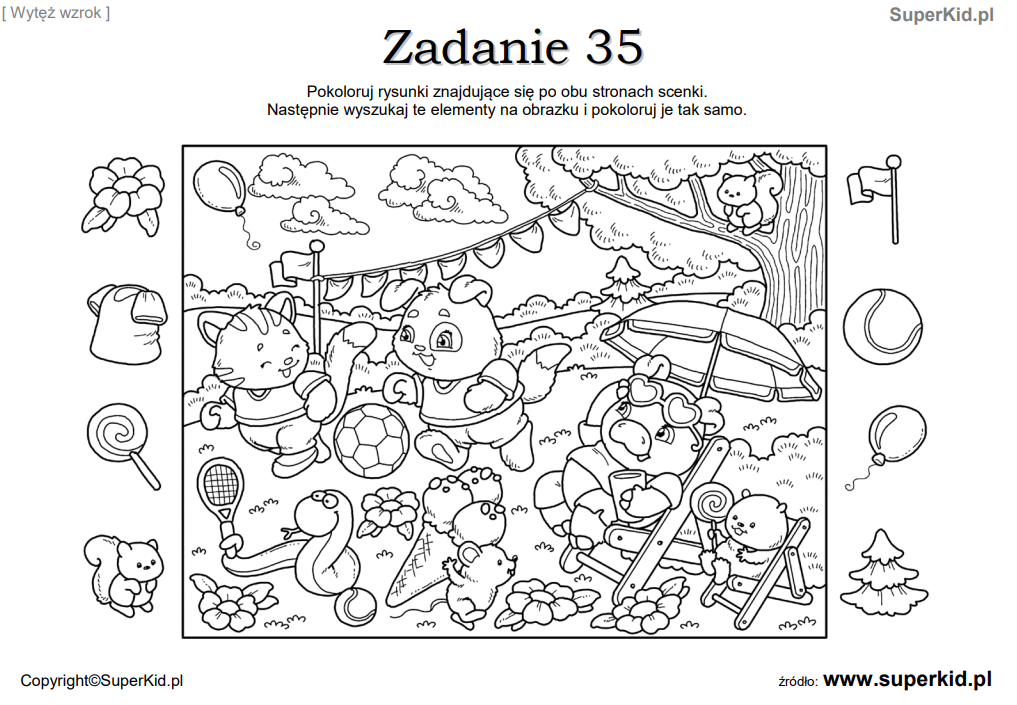 [ Wytęż wzrok ]
SuperKid.pl
Zadanie 35
Pokoloruj rysunki znajdujące się po obu stronach scenki.
Następnie wyszukaj te elementy na obrazku i pokoloruj je tak samo.
Copyright©SuperKid.pl
źródło: www.superkid.pl